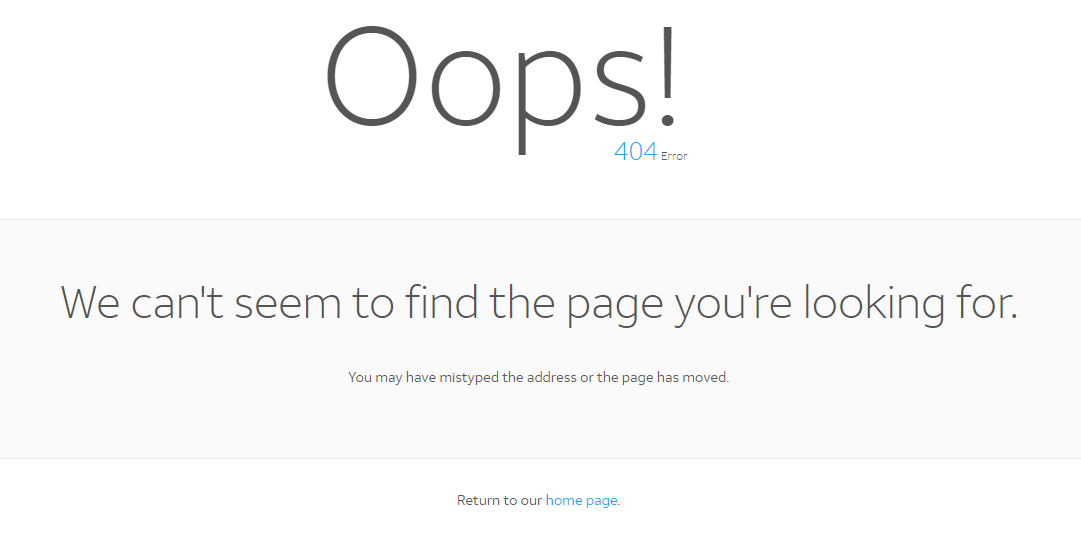 Oops!
404 Error
We can't seem to find the page you're looking for.
You may have mistyped the address or the page has moved.
Return to our home page.